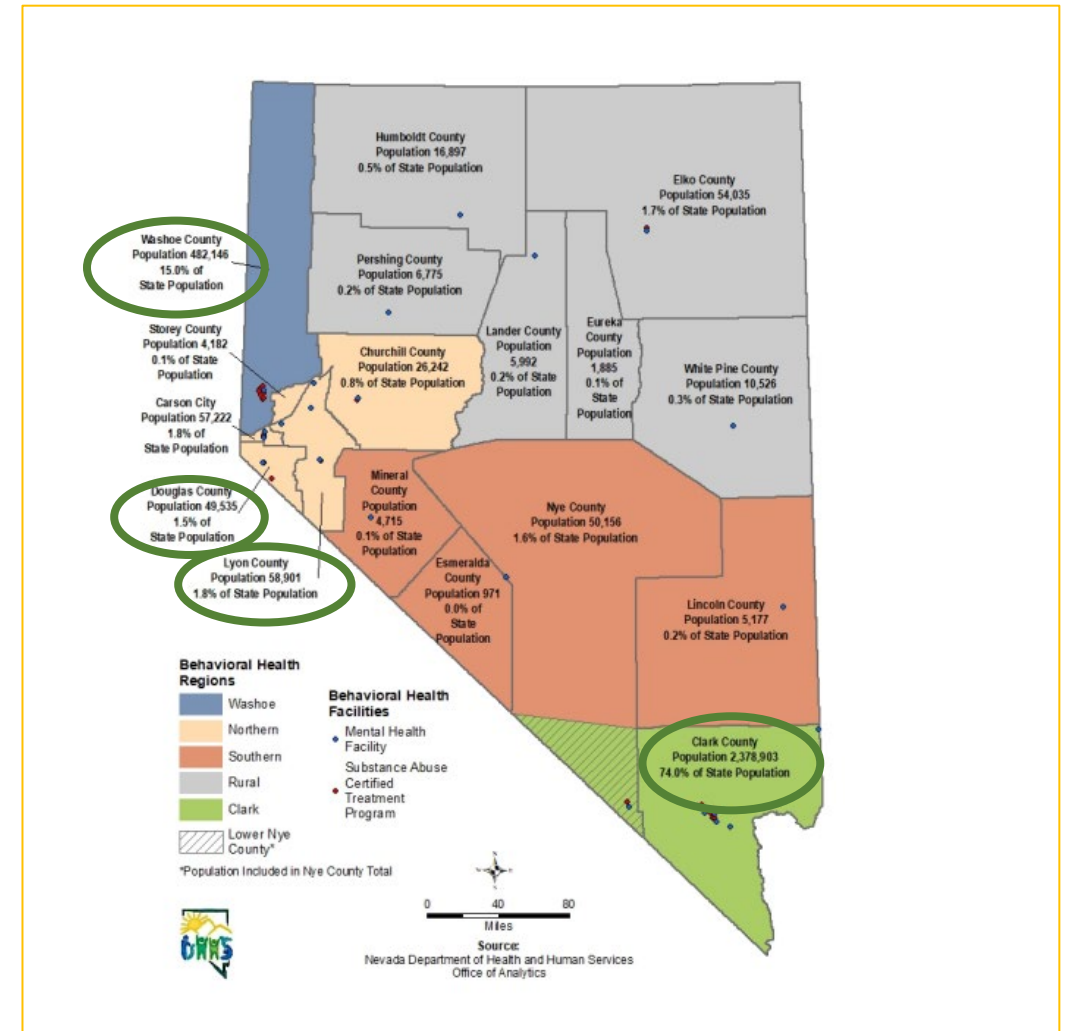 Humboldt County
Population 16,897
0.5% of State Population
Elko County
Population 54,035
1.7% of State Population
Washoe County
Population 482,146
15.0% of
State Population
Pershing County
Population 6,775
0.2% of State Population
Storey County
Population 4,182
0.1% of State
Population
Churchill County
Population 26,242
0.8% of State Population
Lander County
Population
5,992
0.2% of State
Population
Eureka
County
Population
1,885
0.1% of
State
Population
White Pine County
Population 10,526
0.3% of State Population
Carson City
Population 57,222
1.8% of
State Population
Douglas County
Population 49,535
1.5% of
State Population
Mineral
County
Population
4,715
0.1% of State
Population
Nye County
Population 50,156
1.6% of State Population
Lyon County
Population 58,901
1.8% of State Population
Esmeralda
County
Population 971
0.0% of
State
Population
Lincoln County
Population 5,177
0.2% of State Population
Clark County
Population 2,378,903
74.0% of State Population
Behavioral Health
Regions
Washoe
Northern
Southern
Rural
Clark
Lower Nye
County*
*Population Included in Nye County Total
Behavioral Health
Facilities
Mental Health
Facility
Substance Abuse
Certified
Treatment
Program
0 40 80
Miles
DHHS
Source:
Nevada Department of Health and Human Services
Office of Analytics